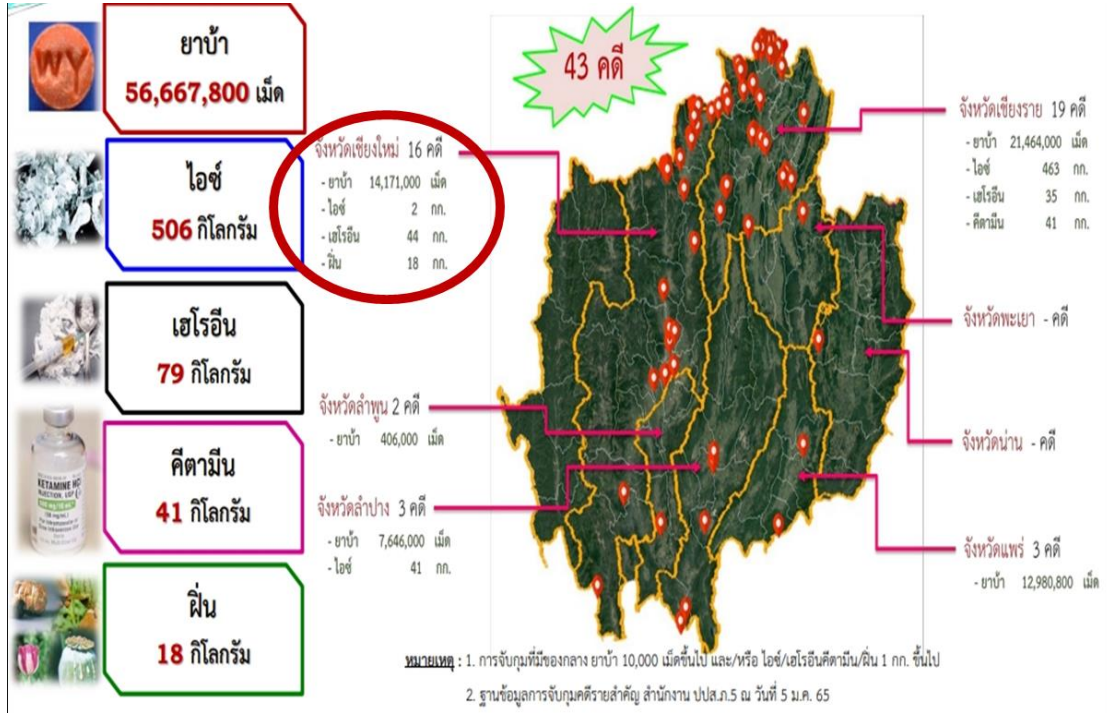 WY
ยาบ้า
56,667,800 เม็ด
ไอซ์
506 กิโลกรัม
เฮโรอีน
79 กิโลกรัม
KETAMINE HCl
INJECTION, USP
คีตามีน
41 กิโลกรัม
ฝิ่น
18 กิโลกรัม
43 คดี
จังหวัดเชียงใหม่ 16 คดี
- ยาบ้า 14,171,000 เม็ด
- ไอซ์ 2 กก.
- เฮโรอีน 44 กก.
- ฝิ่น 18 กก.
จังหวัดลำพูน 2 คดี
- ยาบ้า 406,000 เม็ด
จังหวัดลำปาง 3 คดี
- ยาบ้า 7,646,000 เม็ด
- ไอซ์ 41 กก.
จังหวัดเชียงราย 19 คดี
- ยาบ้า 21,464,000 เม็ด
- ไอซ์ 463 กก.
- เฮโรอีน 35 กก.
- คีตามีน 41 กก.
จังหวัดพะเยา - คดี
จังหวัดน่าน - คดี
จังหวัดแพร่ 3 คดี
- ยาบ้า 12,980,800 เม็ด
หมายเหตุ : 1. การจับกุมที่มีของกลาง ยาบ้า 10,000 เม็ดขึ้นไป และ/หรือ ไอซ์/เฮโรอีนคีตามีน/ฝิ่น 1 กก. ขึ้นไป
2. ฐานข้อมูลการจับกุมคดีรายสำคัญ สำนักงาน ปปส.ภ.5 ณ วันที่ 5 ม.ค. 65